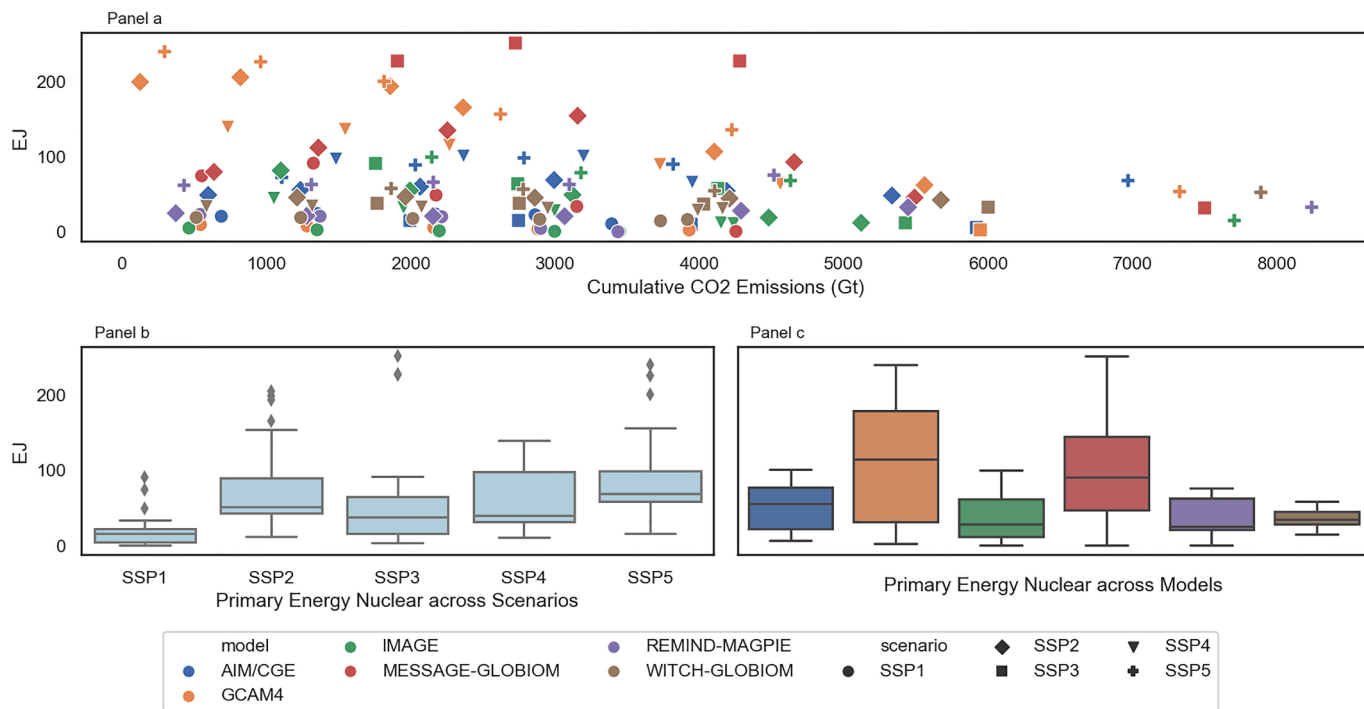 Panel a
EJ
200
100
0
0 1000 2000 3000 4000 5000 6000 7000 8000
Cumulative CO2 Emissions (Gt)
Panel b
EJ
200
100
0
SSP1 SSP2 SSP3 SSP4 SSP5
Primary Energy Nuclear across Scenarios
Panel c
Primary Energy Nuclear across Models
model IMAGE REMIND-MAGPIE scenario SSP2 SSP4
AIM/CGE MESSAGE-GLOBIOM WITCH-GLOBIOM SSP1 SSP3 SSP5
GCAM4